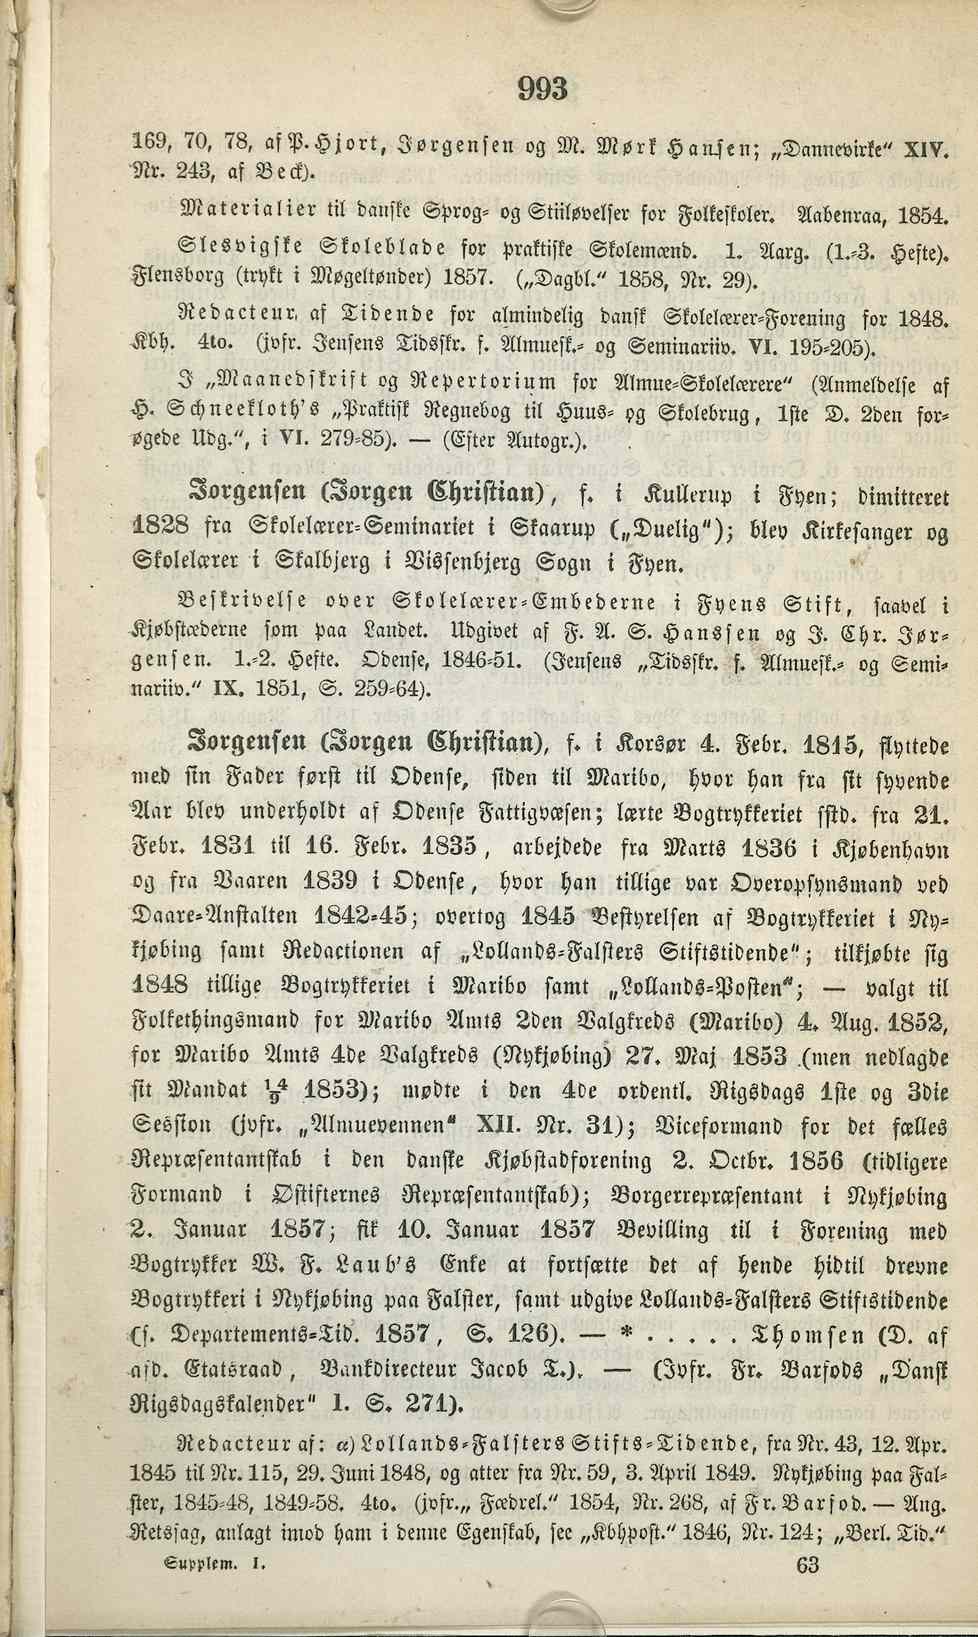 993
169, 70, 78, af P. Hjort, Jørgensen og M. Mørk Hansen; „Dannevirke“ XIV.
Nr. 243, af Beck).
Materialier til danske Sprog- og Stiiløvelser for Folkeskoler. Aabenraa, 1854.
Slesvigske Skoleblade for praktiske Skolemænd. 1. Aarg. (1.-3. Hefte).
Flensborg (trykt i Møgeltønder) 1857. („Dagbl.“ 1858, Nr. 29).
Redacteur, af Tidende for almindelig dansk Skolelærer-Forening for 1848.
Kbh. 4to. (jvfr. Jensens Tidsskr. f. Almuesk.- og Seminariiv. VI. 195-205).
I „Maanedskrift og Repertorium for Almue-Skolelærere“ (Anmeldelse af
H. Schneekloth's „Praktisk Regnebog til Huus- og Skolebrug, 1ste D. 2den for-
øgede Udg.“, i VI. 279-85). — (Efter Autogr.).
Jørgensen (Jørgen Christian), f. i Kullerup i Fyen; dimitteret
1828 fra Skolelærer-Seminariet i Skaarup („Duelig“); blev Kirkesanger og
Skolelærer i Skalbjerg i Vissenbjerg Sogn i Fyen.
Beskrivelse over Skolelærer-Embederne i Fyens Stift, saavel i
Kjøbstæderne som paa Landet. Udgivet af F. A. S. Hanssen og J. Chr. Jør-
gensen. 1.-2. Hefte. Odense, 1846-51. (Jensens „Tidsskr. f. Almuesk.- og Semi-
nariiv.“ IX. 1851, S. 259-64).
Jørgensen (Jørgen Christian), f. i Korsør 4. Febr. 1815, flyttede
med sin Fader først til Odense, siden til Maribo, hvor han fra sit syvende
Aar blev underholdt af Odense Fattigvæsen; lærte Bogtrykkeriet sstd. fra 21.
Febr. 1831 til 16. Febr. 1835, arbejdede fra Marts 1836 i Kjøbenhavn
og fra Vaaren 1839 i Odense, hvor han tillige var Overopsynsmand ved
Daare-Anstalten 1842-45; overtog 1845 Bestyrelsen af Bogtrykkeriet i Ny-
kjøbing samt Redactionen af „Lollands-Falsters Stiftstidende“; tilkjøbte sig
1848 tillige Bogtrykkeriet i Maribo samt „Lollands-Posten“; — valgt til
Folkethingsmand for Maribo Amts 2den Valgkreds (Maribo) 4. Aug. 1852,
for Maribo Amts 4de Valgkreds (Nykjøbing) 27. Maj 1853 (men nedlagde
sit Mandat 14/9 1853); mødte i den 4de ordentl. Rigsdags 1ste og 3die
Session (jvfr. „Almuevennen“ XII. Nr. 31); Viceformand for det fælles
Repræsentantskab i den danske Kjøbstadforening 2. Octbr. 1856 (tidligere
Formand i Østifternes Repræsentantskab); Borgerrepræsentant i Nykjøbing
2. Januar 1857; fik 10. Januar 1857 Bevilling til i Forening med
Bogtrykker W. F. Laub's Enke at fortsætte det af hende hidtil drevne
Bogtrykkeri i Nykjøbing paa Falster, samt udgive Lollands-Falsters Stiftstidende
(s. Departements-Tid. 1857, S. 126). — * . . . . . Thomsen (D. af
afd. Etatsraad, Bankdirecteur Jacob T.). — (Jvfr. Fr. Barfods „Dansk
Rigsdagskalender“ 1. S. 271).
Redacteur af: α) Lollands-Falsters Stifts-Tidende, fra Nr. 43, 12. Apr.
1845 til Nr. 115, 29. Juni 1848, og atter fra Nr. 59, 3. April 1849. Nykjøbing paa Fal-
ster, 1845-48, 1849-58. 4to. (jvfr. „Fædrel.“ 1854, Nr. 268, af Fr. Barfod. — Ang.
Retssag, anlagt imod ham i denne Egenskab, see „Kbhpost.“ 1846, Nr. 124; „Berl. Tid.“
Supplem. 1. 63